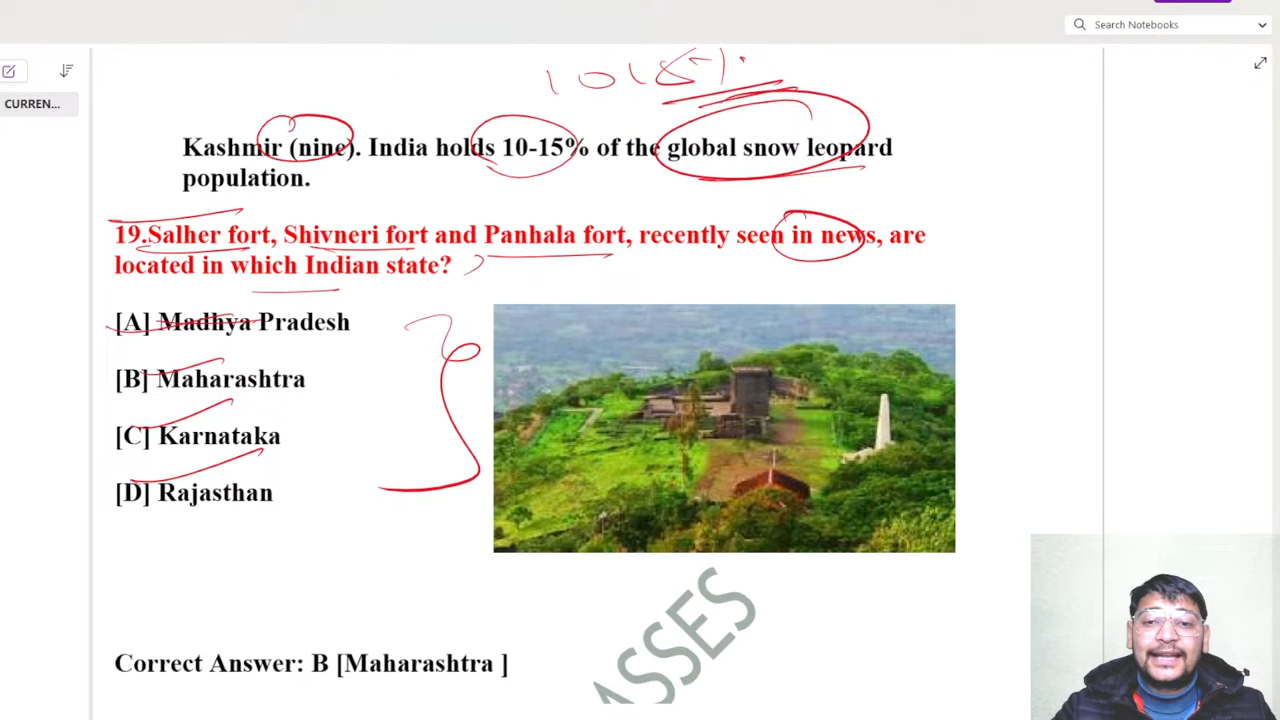 Search Notebooks
CURREN...
1015%
Kashmir (nine). India holds 10-15% of the global snow leopard
population.
19.Salher fort, Shivneri fort and Panhala fort, recently seen in news, are
located in which Indian state?
[A] Madhya Pradesh
[B] Maharashtra
[C] Karnataka
[D] Rajasthan
ASSES
Correct Answer: B [Maharashtra ]